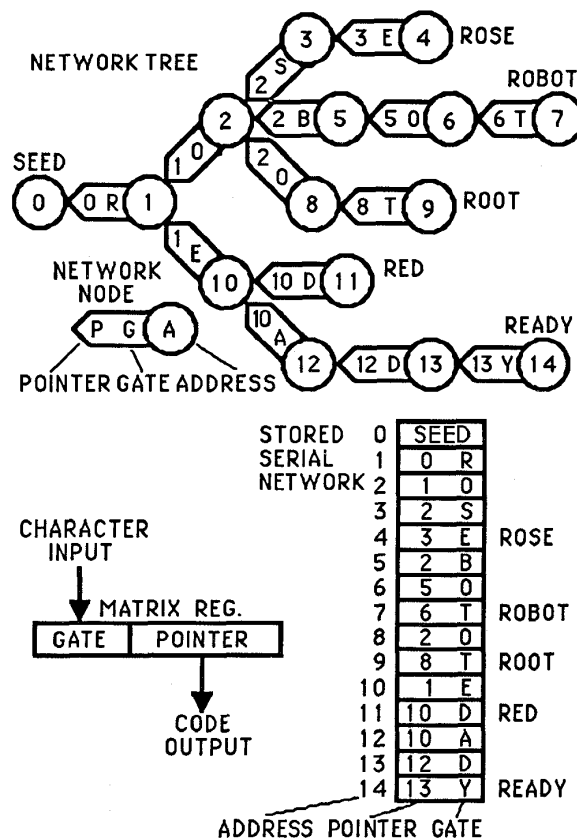 NETWORK TREE
3 3 E 4 ROSE
2 S
ROBOT
2 2 B 5 5 O 6 6 T 7
1 O
2 O
SEED
0 0 R 1
8 8 T 9 ROOT
1 E
NETWORK
NODE
10 10 D 11 RED
P G A
10 A
READY
12 12 D 13 13 Y 14
POINTER GATE ADDRESS
STORED 0 SEED
SERIAL 1 0 R
NETWORK 2 1 O
3 2 S
4 3 E ROSE
5 2 B
6 5 O
7 6 T ROBOT
8 2 O
9 8 T ROOT
10 1 E
11 10 D RED
12 10 A
13 12 D
14 13 Y READY
ADDRESS POINTER GATE
CHARACTER
INPUT
MATRIX REG.
GATE POINTER
CODE
OUTPUT